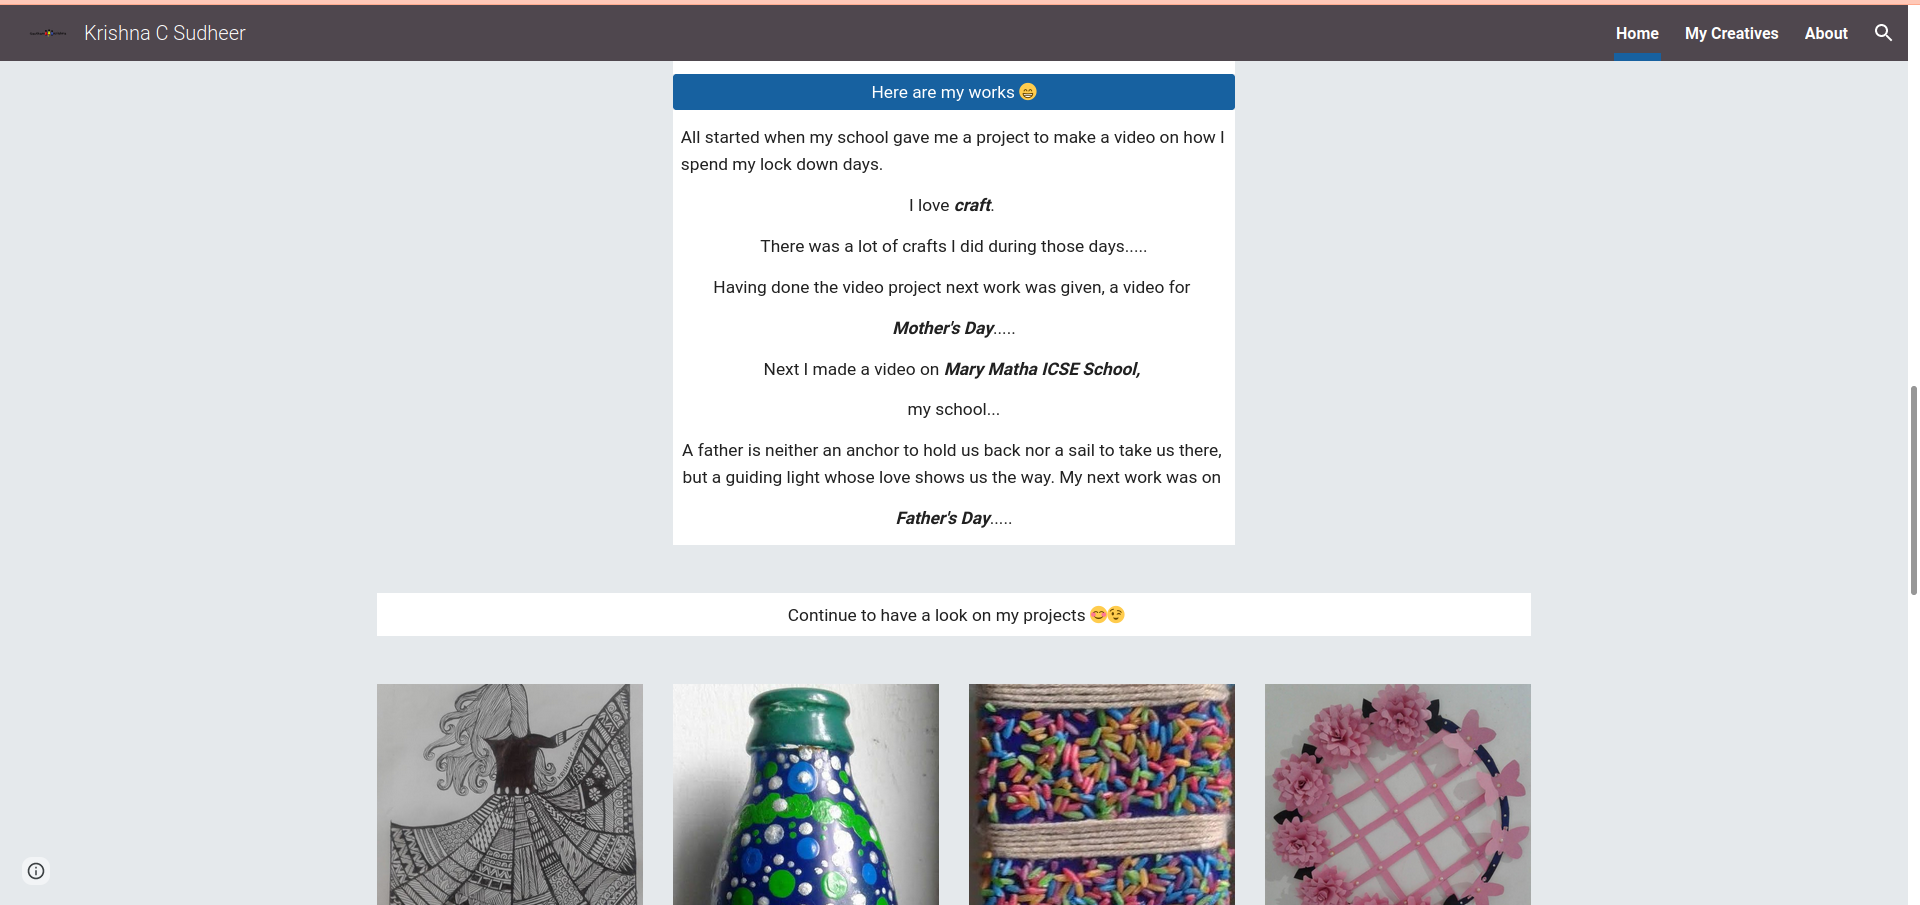 Krishna C Sudheer
Home
My Creatives
About
Here are my works 😁
All started when my school gave me a project to make a video on how I
spend my lock down days.
I love craft.
There was a lot of crafts I did during those days.....
Having done the video project next work was given, a video for
Mother's Day.....
Next I made a video on Mary Matha ICSE School,
my school...
A father is neither an anchor to hold us back nor a sail to take us there,
but a guiding light whose love shows us the way. My next work was on
Father's Day.....
Continue to have a look on my projects 😊😉